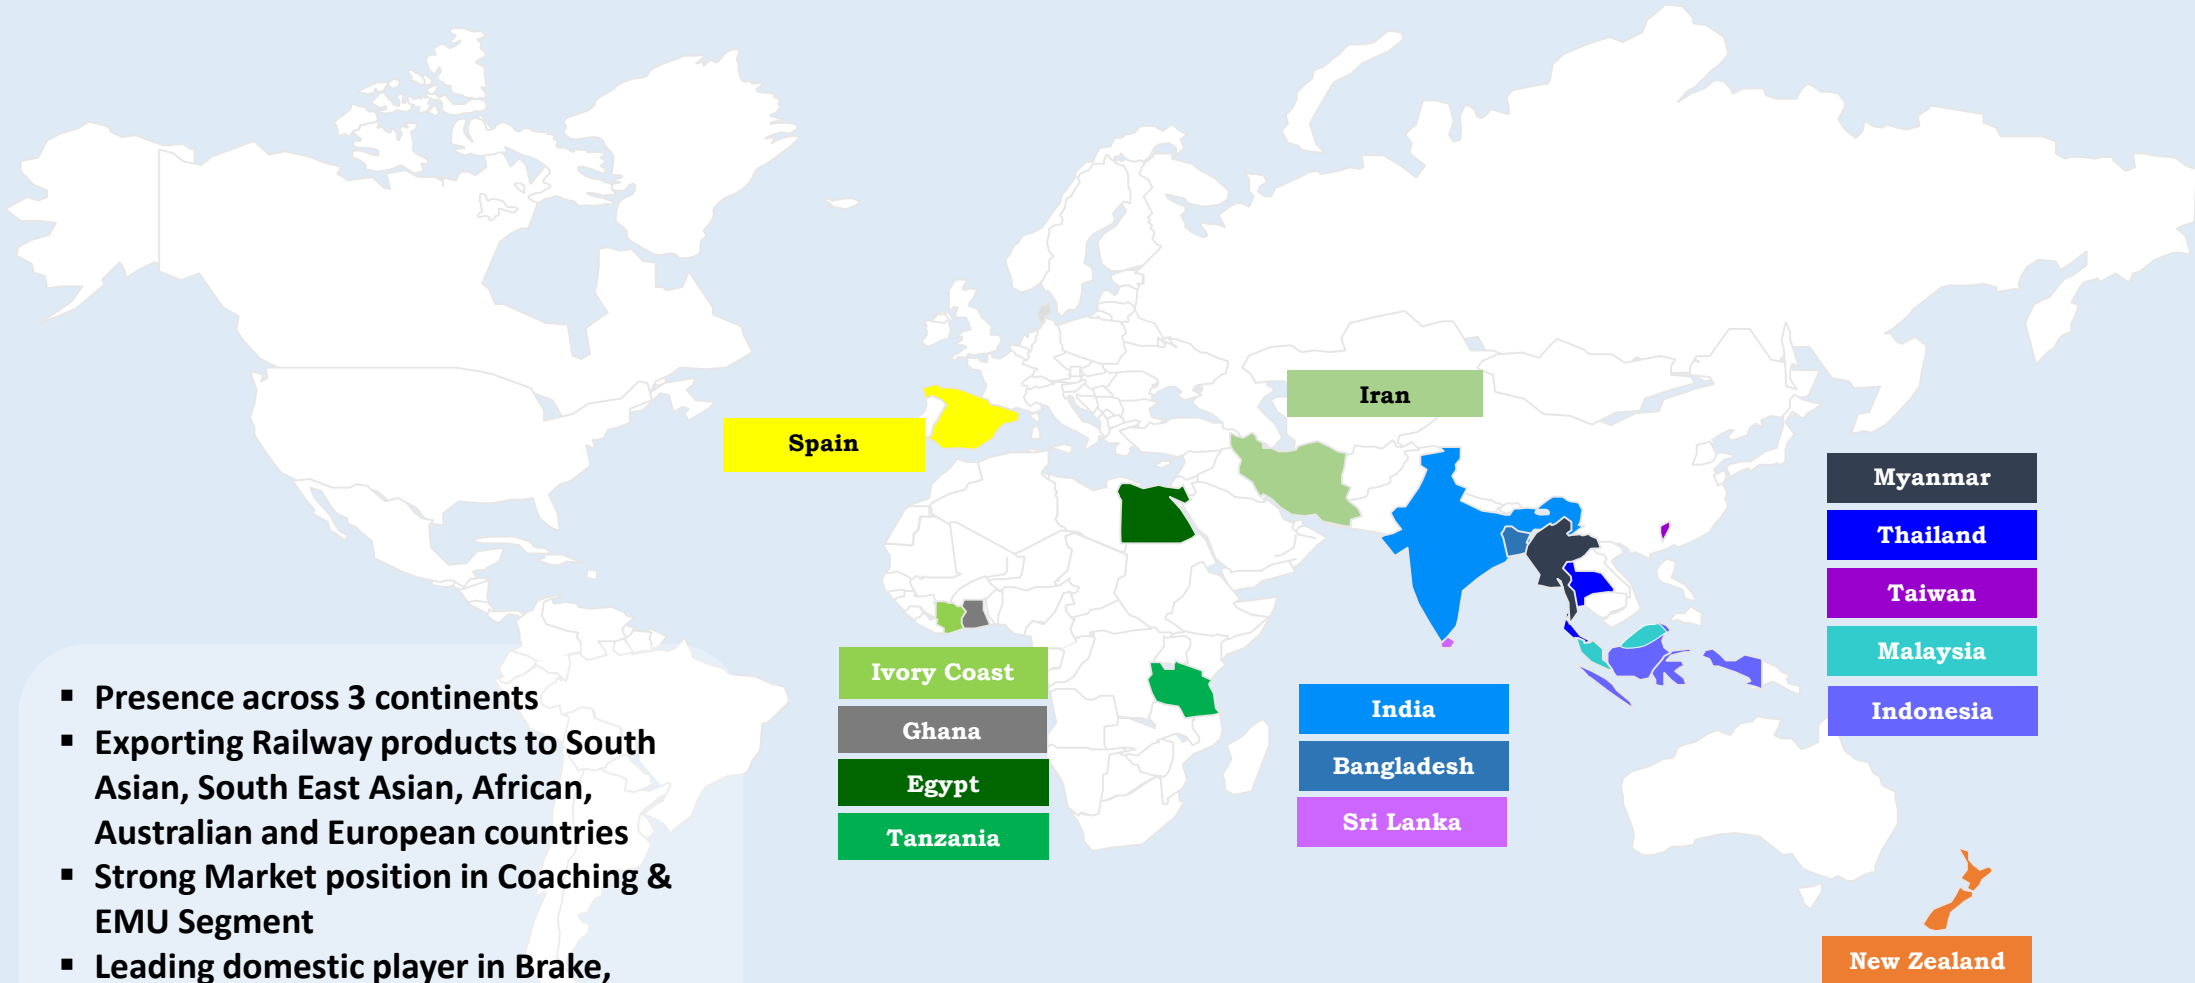 Iran
Spain
Myanmar
Thailand
Taiwan
Malaysia
Indonesia
Ivory Coast
Ghana
Egypt
Tanzania
India
Bangladesh
Sri Lanka
New Zealand
▪ Presence across 3 continents
▪ Exporting Railway products to South
Asian, South East Asian, African,
Australian and European countries
▪ Strong Market position in Coaching &
EMU Segment
▪ Leading domestic player in Brake,